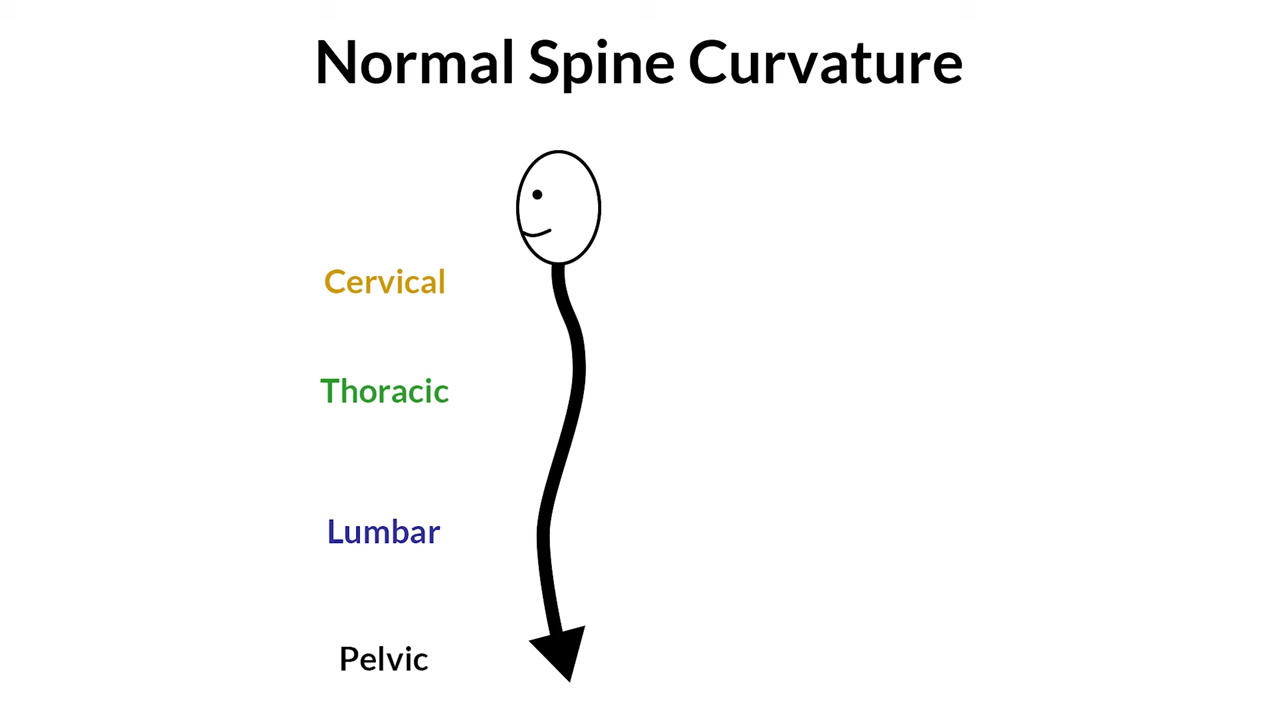 Normal Spine Curvature
Cervical
Thoracic
Lumbar
Pelvic